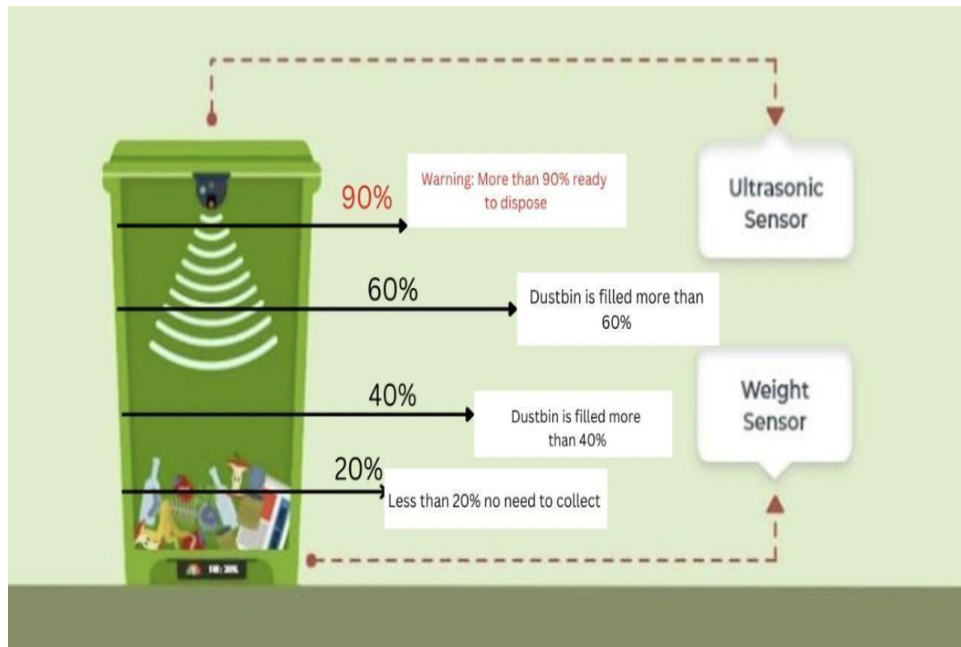 90%
Warning: More than 90% ready
to dispose
Ultrasonic
Sensor
60%
Dustbin is filled more than
60%
40%
Dustbin is filled more
than 40%
Weight
Sensor
20%
Less than 20% no need to collect